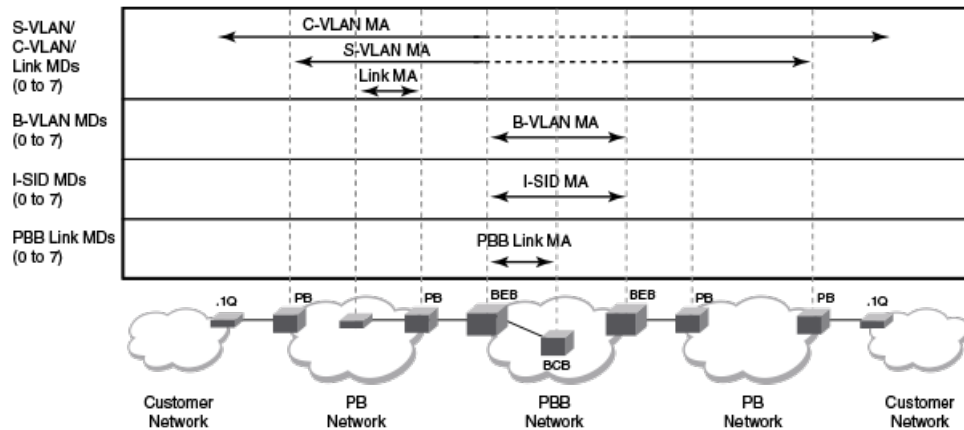 S-VLAN/
C-VLAN/
Link MDs
(0 to 7)
C-VLAN MA
S-VLAN MA
Link MA
B-VLAN MDs
(0 to 7)
B-VLAN MA
I-SID MDs
(0 to 7)
I-SID MA
PBB Link MDs
(0 to 7)
PBB Link MA
.1Q
PB
PB
BEB
BEB
PB
PB
.1Q
BCB
Customer
Network
PB
Network
PBB
Network
PB
Network
Customer
Network